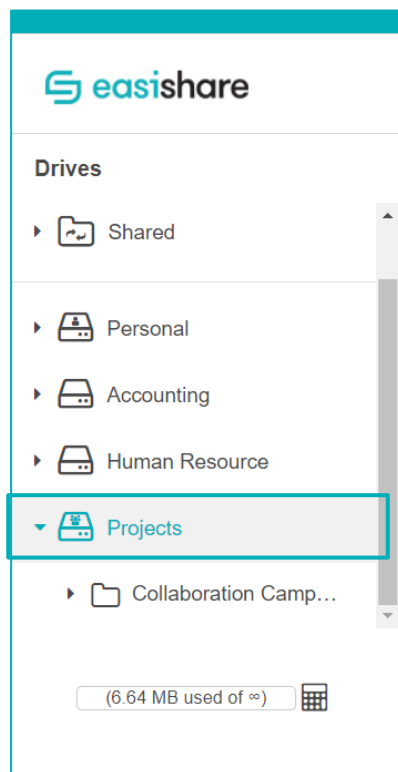 easishare
Drives
Shared
Personal
Accounting
Human Resource
Projects
Collaboration Camp...
(6.64 MB used of ∞)